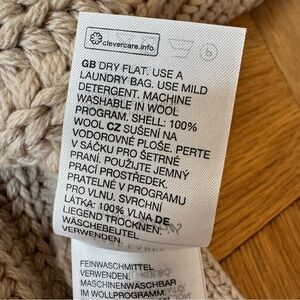 clevercare.info
GB DRY FLAT. USE A
LAUNDRY BAG. USE MILD
DETERGENT. MACHINE
WASHABLE IN WOOL
PROGRAM. SHELL: 100%
WOOL CZ SUŠENÍ NA
VODOROVNÉ PLOŠE. PERTE
V SÁČKU PRO ŠETRNÉ
PRANÍ. POUŽIJTE JEMNÝ
PRACÍ PROSTŘEDEK.
PRATELNÉ V PROGRAMU
PRO VLNU. SVRCHNÍ
LÁTKA: 100% VLNA DE
LIEGEND TROCKNEN.
WÄSCHEBEUTEL
VERWENDEN.
FEINWASCHMITTEL
VERWENDEN.
MASCHINENWASCHBAR
IM WOLLPROGRAMM.